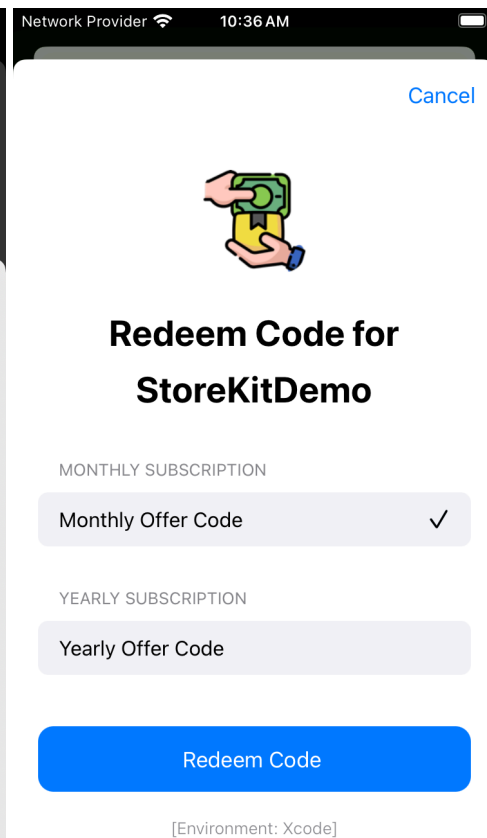 Network Provider 10:36 AM
Cancel
Redeem Code for
StoreKitDemo
MONTHLY SUBSCRIPTION
Monthly Offer Code
YEARLY SUBSCRIPTION
Yearly Offer Code
Redeem Code
[Environment: Xcode]